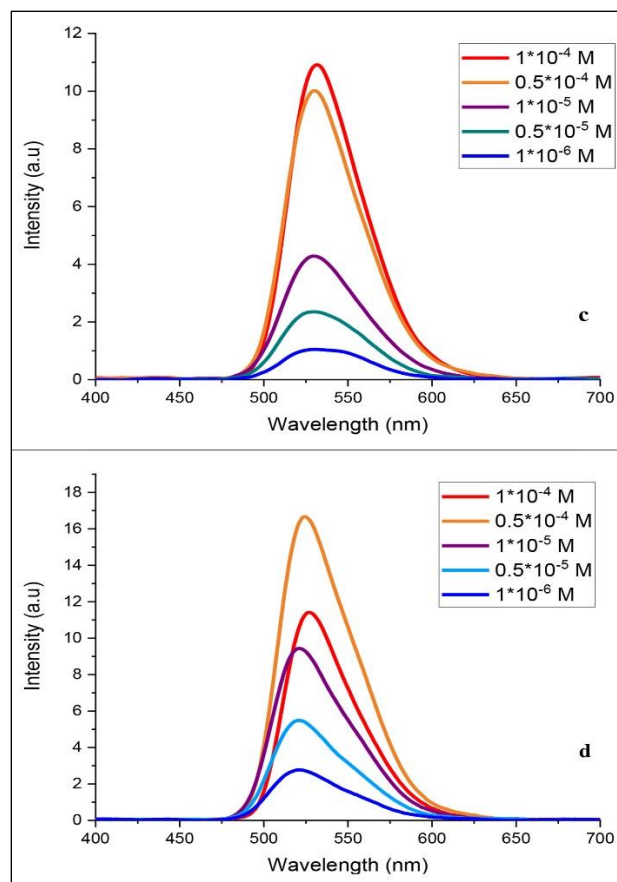 12
10
8
6
4
2
0
Intensity (a.u)
1*10⁻⁴ M
0.5*10⁻⁴ M
1*10⁻⁵ M
0.5*10⁻⁵ M
1*10⁻⁶ M
c
400 450 500 550 600 650 700
Wavelength (nm)
18
16
14
12
10
8
6
4
2
0
Intensity (a.u)
1*10⁻⁴ M
0.5*10⁻⁴ M
1*10⁻⁵ M
0.5*10⁻⁵ M
1*10⁻⁶ M
d
400 450 500 550 600 650 700
Wavelength (nm)